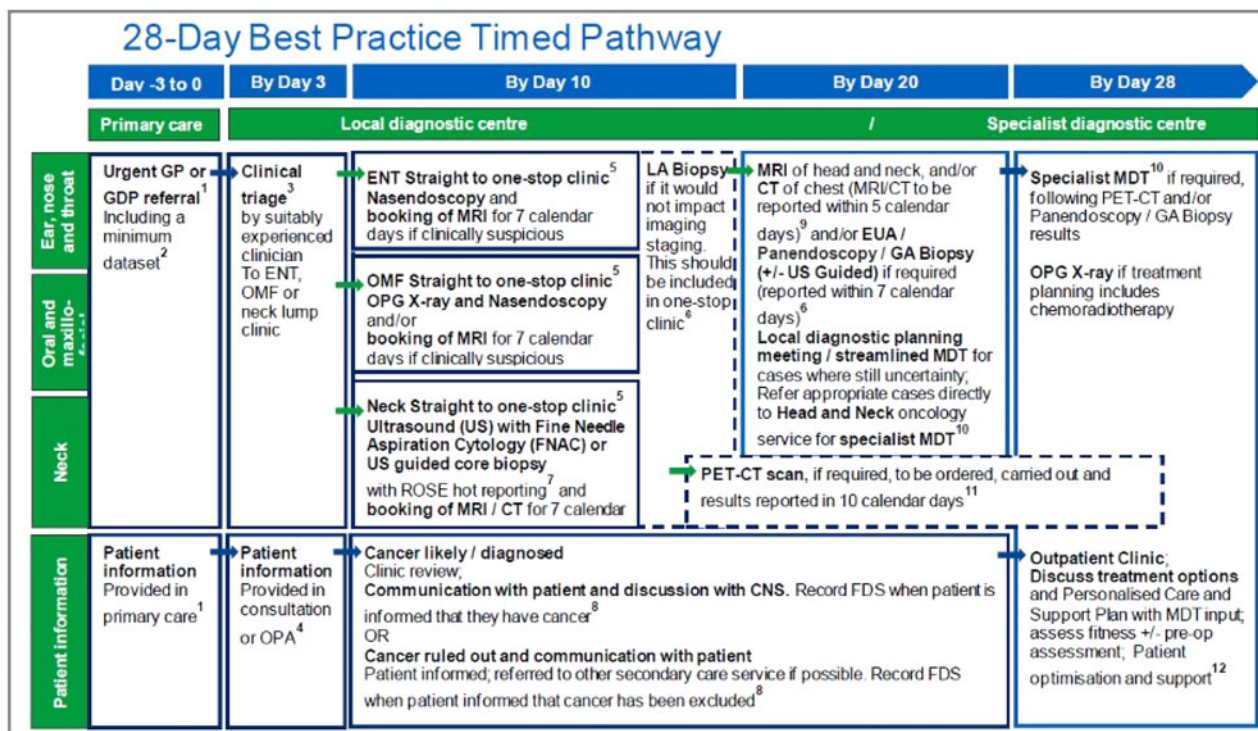 28-Day Best Practice Timed Pathway
Day -3 to 0
By Day 3
By Day 10
By Day 20
By Day 28
Primary care
Local diagnostic centre
/
Specialist diagnostic centre
Ear, nose
and throat
Urgent GP or
GDP referral1
Including a
minimum
dataset2
Clinical
triage3
by suitably
experienced
clinician
To ENT,
OMF or
neck lump
clinic
ENT Straight to one-stop clinic5
Nasendoscopy and
booking of MRI for 7 calendar
days if clinically suspicious
LA Biopsy
if it would
not impact
imaging
staging.
This should
be included
in one-stop
clinic6
MRI of head and neck, and/or
CT of chest (MRI/CT to be
reported within 5 calendar
days)9 and/or EUA /
Panendoscopy / GA Biopsy
(+/- US Guided) if required
(reported within 7 calendar
days)6
Local diagnostic planning
meeting / streamlined MDT for
cases where still uncertainty;
Refer appropriate cases directly
to Head and Neck oncology
service for specialist MDT10
Specialist MDT10 if required,
following PET-CT and/or
Panendoscopy / GA Biopsy
results
OPG X-ray if treatment
planning includes
chemoradiotherapy
Oral and
maxillo-
OMF Straight to one-stop clinic5
OPG X-ray and Nasendoscopy
and/or
booking of MRI for 7 calendar
days if clinically suspicious
Neck
Neck Straight to one-stop clinic5
Ultrasound (US) with Fine Needle
Aspiration Cytology (FNAC) or
US guided core biopsy
with ROSE hot reporting7 and
booking of MRI / CT for 7 calendar
PET-CT scan, if required, to be ordered, carried out and
results reported in 10 calendar days11
Patient information
Patient
information
Provided in
primary care1
Patient
information
Provided in
consultation
or OPA4
Cancer likely / diagnosed
Clinic review;
Communication with patient and discussion with CNS. Record FDS when patient is
informed that they have cancer8
OR
Cancer ruled out and communication with patient
Patient informed; referred to other secondary care service if possible. Record FDS
when patient informed that cancer has been excluded8
Outpatient Clinic;
Discuss treatment options
and Personalised Care and
Support Plan with MDT input;
assess fitness +/- pre-op
assessment; Patient
optimisation and support12